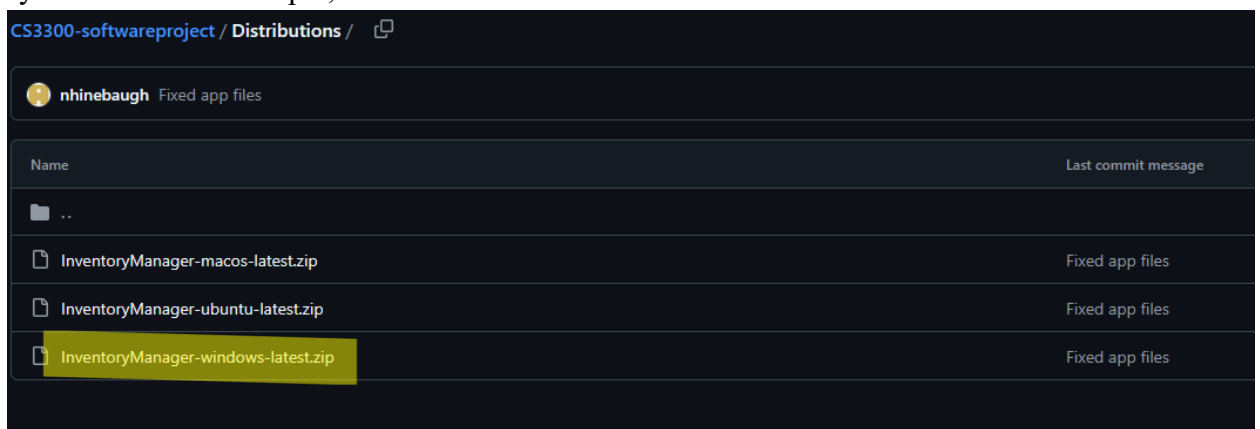 CS3300-softwareproject / Distributions /
nhinebaugh Fixed app files
Name Last commit message
..
InventoryManager-macos-latest.zip Fixed app files
InventoryManager-ubuntu-latest.zip Fixed app files
InventoryManager-windows-latest.zip Fixed app files